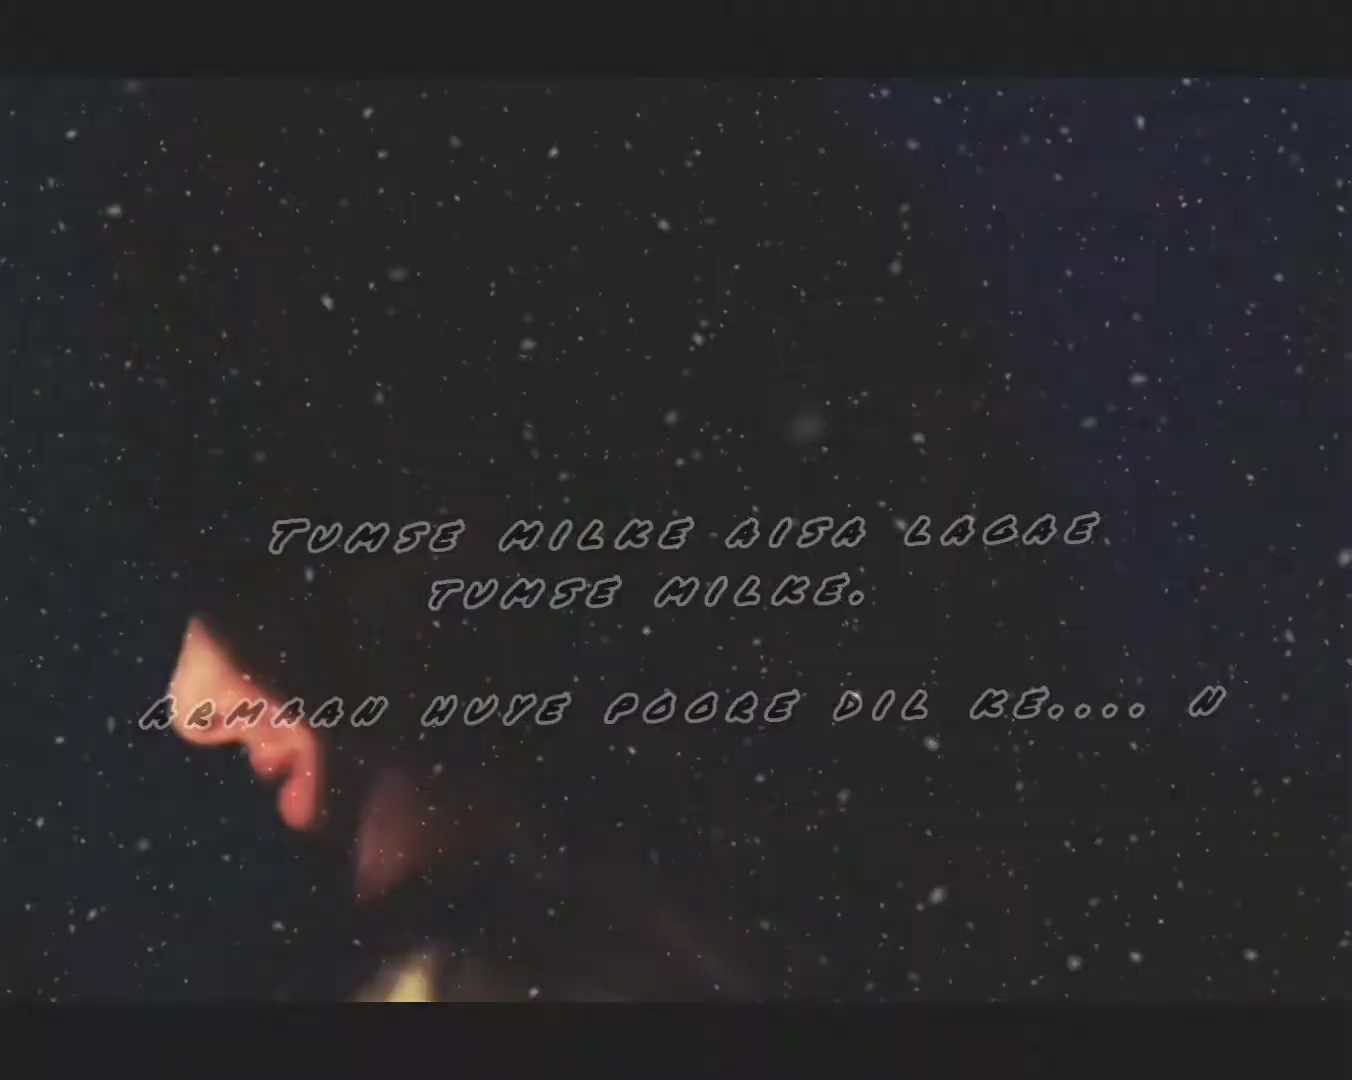 TUMSE MILKE AISA LAGAE
TUMSE MILKE.
ARMAAN HUYE POORE DIL KE.... N